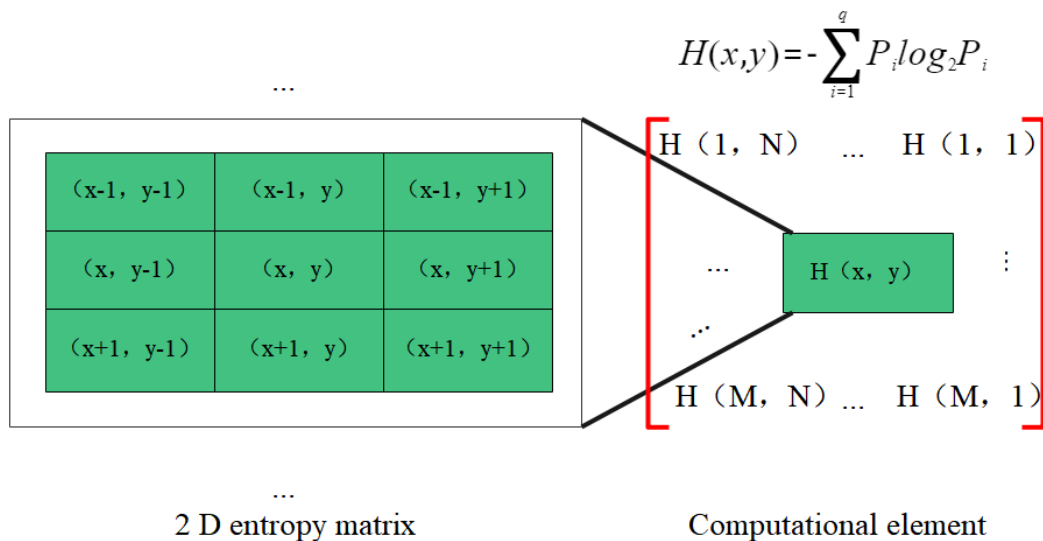 H(x,y)=-∑_{i=1}^{q} P_i log_2 P_i
...
(x-1, y-1) (x-1, y) (x-1, y+1)
(x, y-1) (x, y) (x, y+1)
(x+1, y-1) (x+1, y) (x+1, y+1)
H (1, N) ... H (1, 1)
... H (x, y) ⋮
...
H (M, N) ... H (M, 1)
...
2 D entropy matrix
Computational element